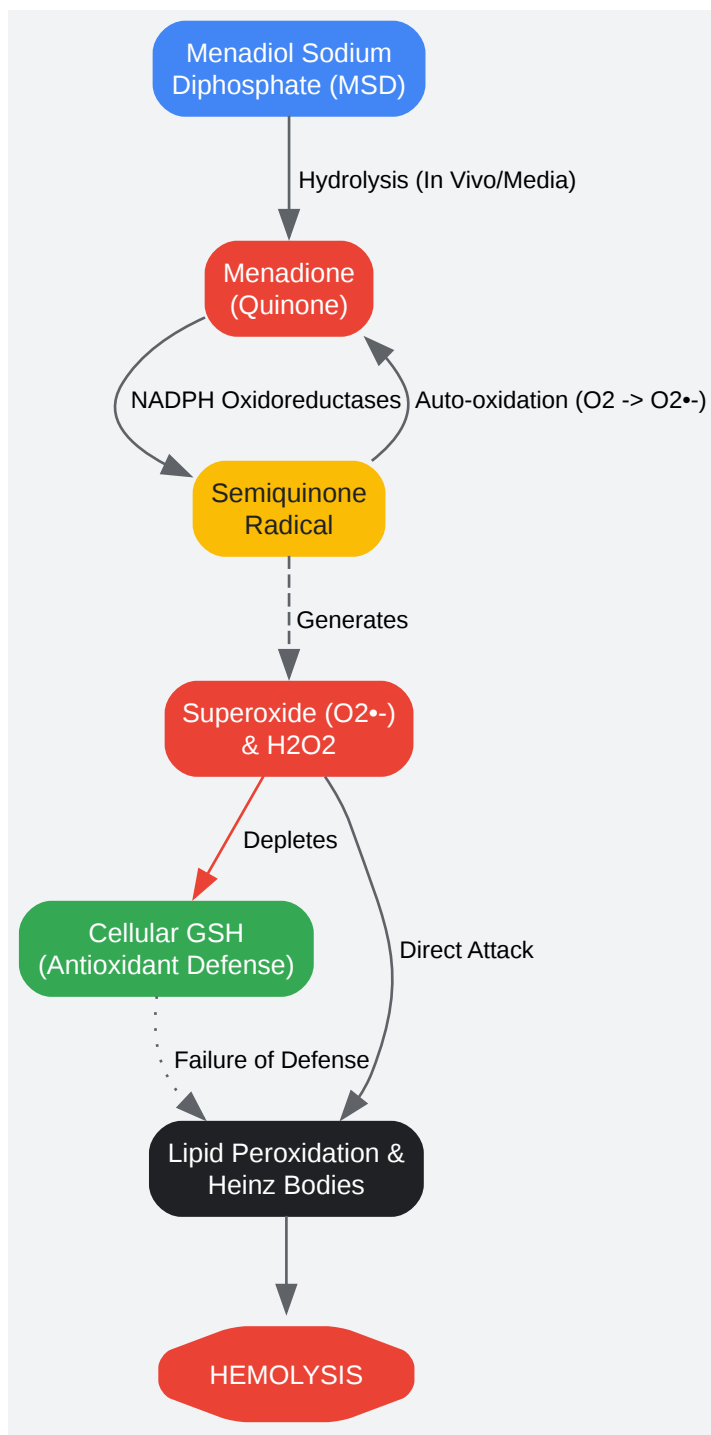 Menadiol Sodium
Diphosphate (MSD)
Hydrolysis (In Vivo/Media)
Menadione
(Quinone)
NADPH Oxidoreductases
Auto-oxidation (O2 -> O2•-)
Semiquinone
Radical
Generates
Superoxide (O2•-)
& H2O2
Depletes
Cellular GSH
(Antioxidant Defense)
Direct Attack
Failure of Defense
Lipid Peroxidation &
Heinz Bodies
HEMOLYSIS